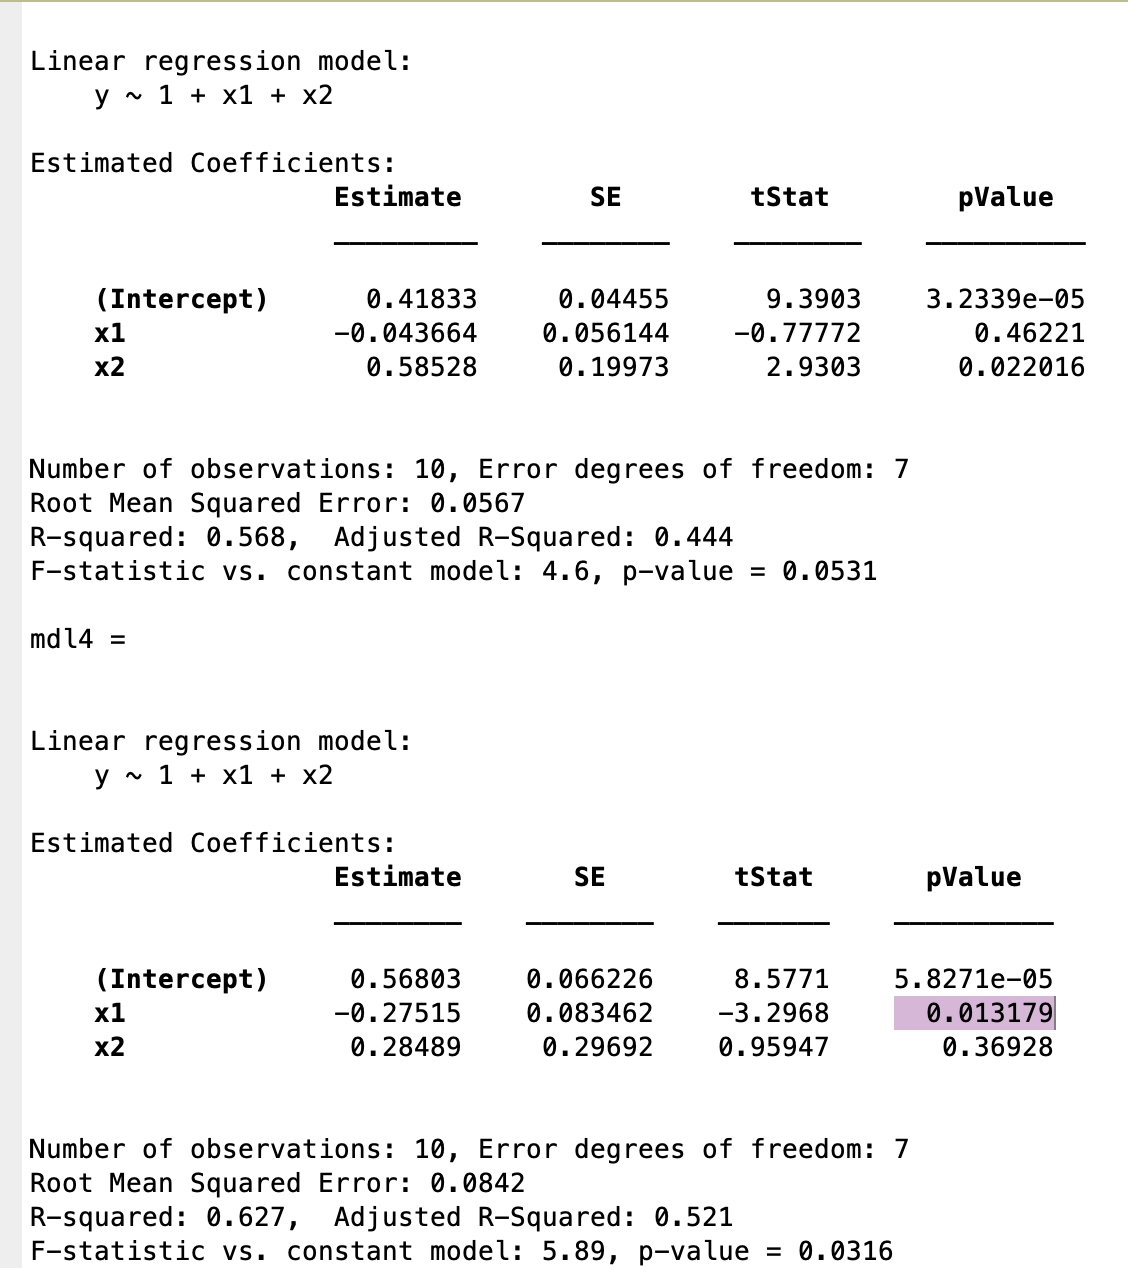 Linear regression model:
y ~ 1 + x1 + x2
Estimated Coefficients:
Estimate SE tStat pValue
(Intercept) 0.41833 0.04455 9.3903 3.2339e-05
x1 -0.043664 0.056144 -0.77772 0.46221
x2 0.58528 0.19973 2.9303 0.022016
Number of observations: 10, Error degrees of freedom: 7
Root Mean Squared Error: 0.0567
R-squared: 0.568, Adjusted R-Squared: 0.444
F-statistic vs. constant model: 4.6, p-value = 0.0531
mdl4 =
Linear regression model:
y ~ 1 + x1 + x2
Estimated Coefficients:
Estimate SE tStat pValue
(Intercept) 0.56803 0.066226 8.5771 5.8271e-05
x1 -0.27515 0.083462 -3.2968 0.013179
x2 0.28489 0.29692 0.95947 0.36928
Number of observations: 10, Error degrees of freedom: 7
Root Mean Squared Error: 0.0842
R-squared: 0.627, Adjusted R-Squared: 0.521
F-statistic vs. constant model: 5.89, p-value = 0.0316